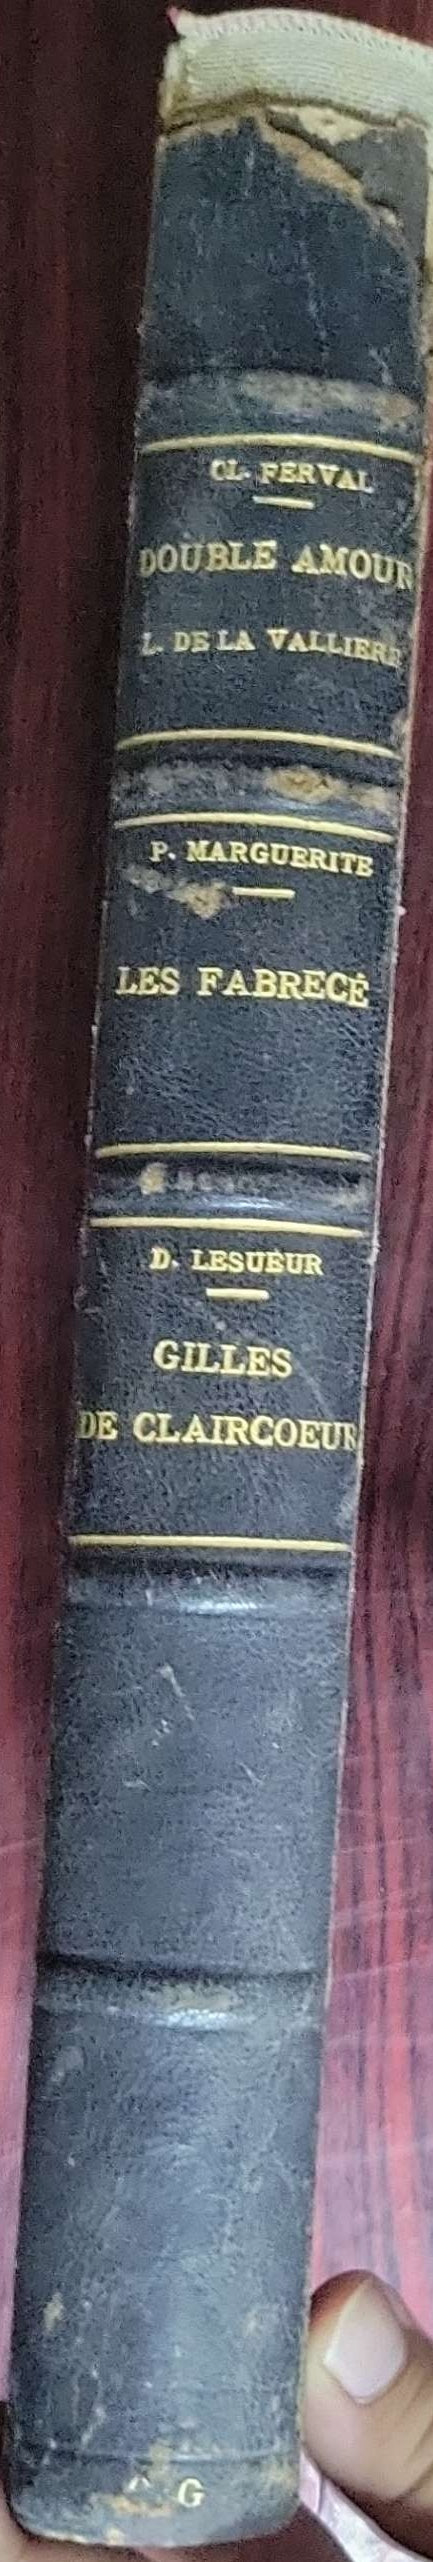 CL. FERVAL
DOUBLE AMOUR
L. DE LA VALLIERE
P. MARGUERITE
LES FABRECÉ
D. LESUEUR
GILLES
DE CLAIRCOEUR
G